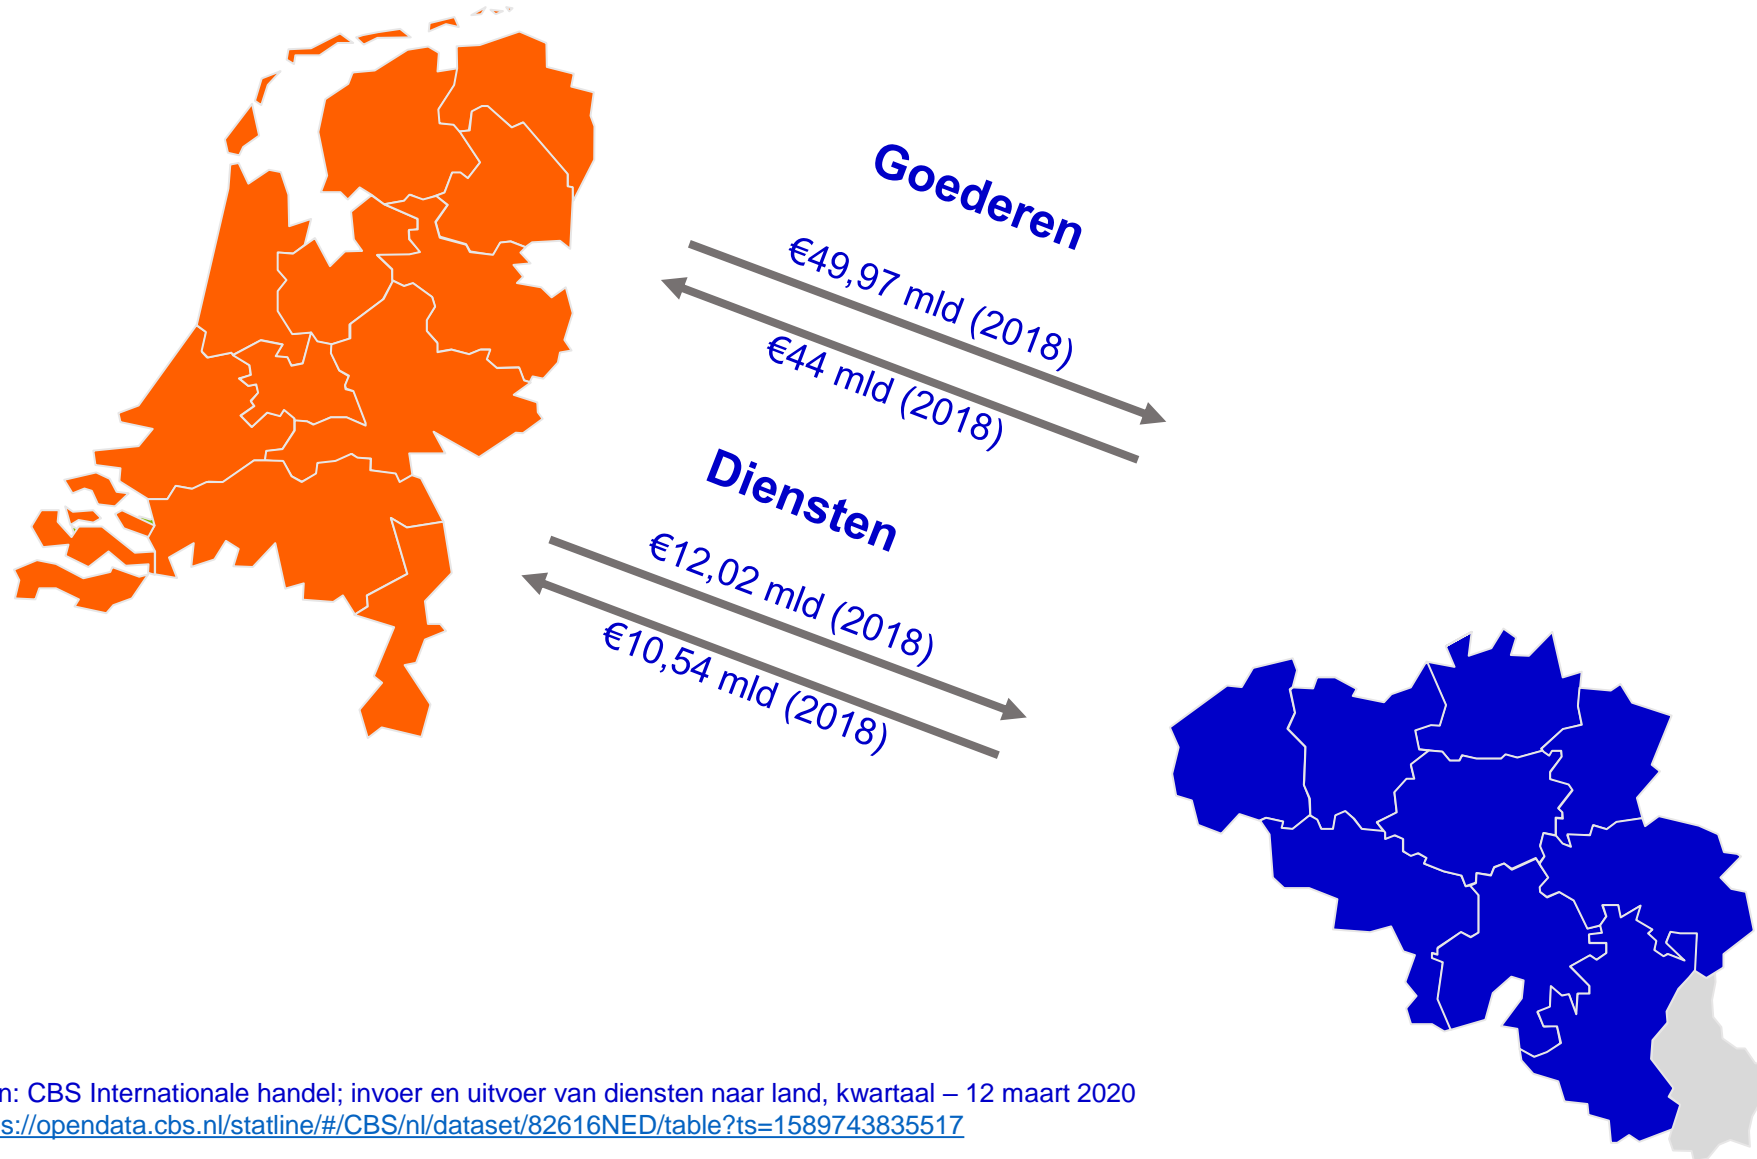 Goederen
€49,97 mld (2018)
€44 mld (2018)
Diensten
€12,02 mld (2018)
€10,54 mld (2018)
n: CBS Internationale handel; invoer en uitvoer van diensten naar land, kwartaal – 12 maart 2020
s://opendata.cbs.nl/statline/#/CBS/nl/dataset/82616NED/table?ts=1589743835517